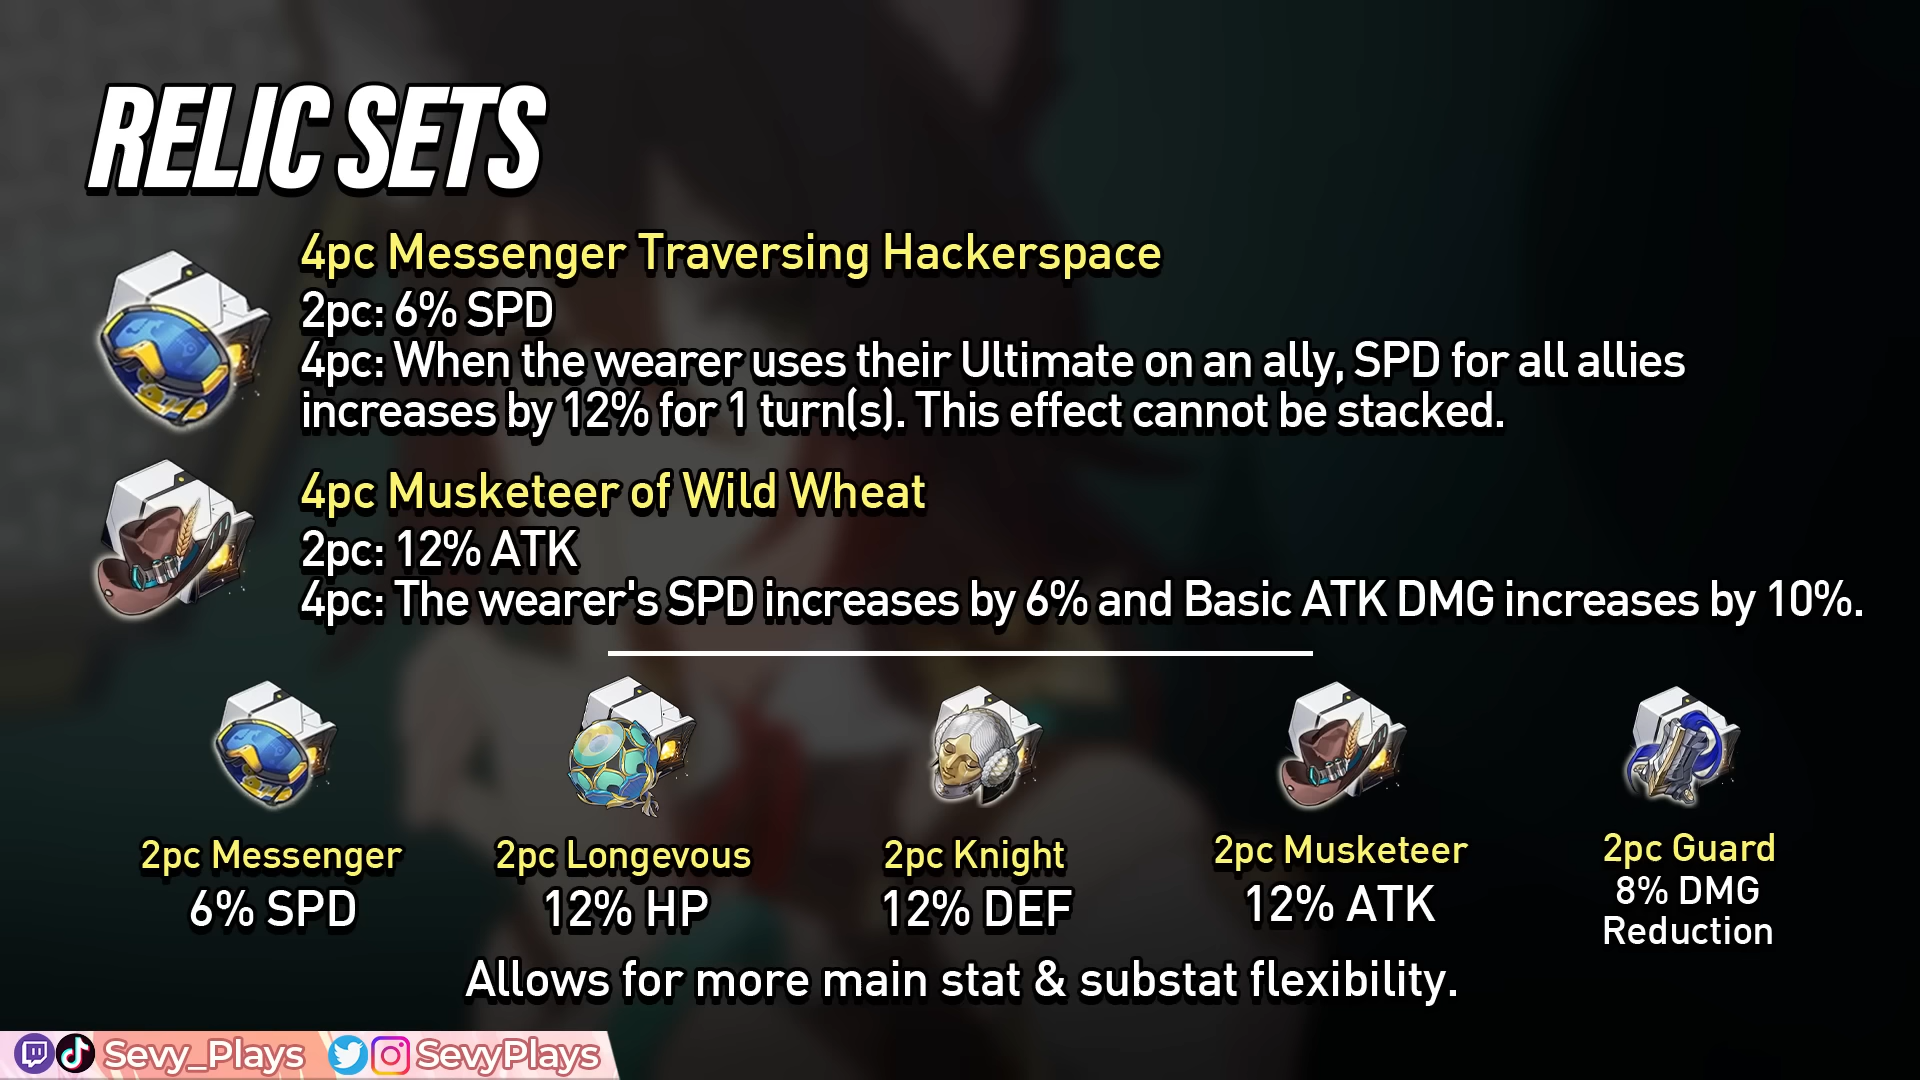 RELIC SETS
4pc Messenger Traversing Hackerspace
2pc: 6% SPD
4pc: When the wearer uses their Ultimate on an ally, SPD for all allies
increases by 12% for 1 turn(s). This effect cannot be stacked.
4pc Musketeer of Wild Wheat
2pc: 12% ATK
4pc: The wearer's SPD increases by 6% and Basic ATK DMG increases by 10%.
2pc Messenger
6% SPD
2pc Longevous
12% HP
2pc Knight
12% DEF
2pc Musketeer
12% ATK
2pc Guard
8% DMG
Reduction
Allows for more main stat & substat flexibility.
Sevy_Plays
SevyPlays